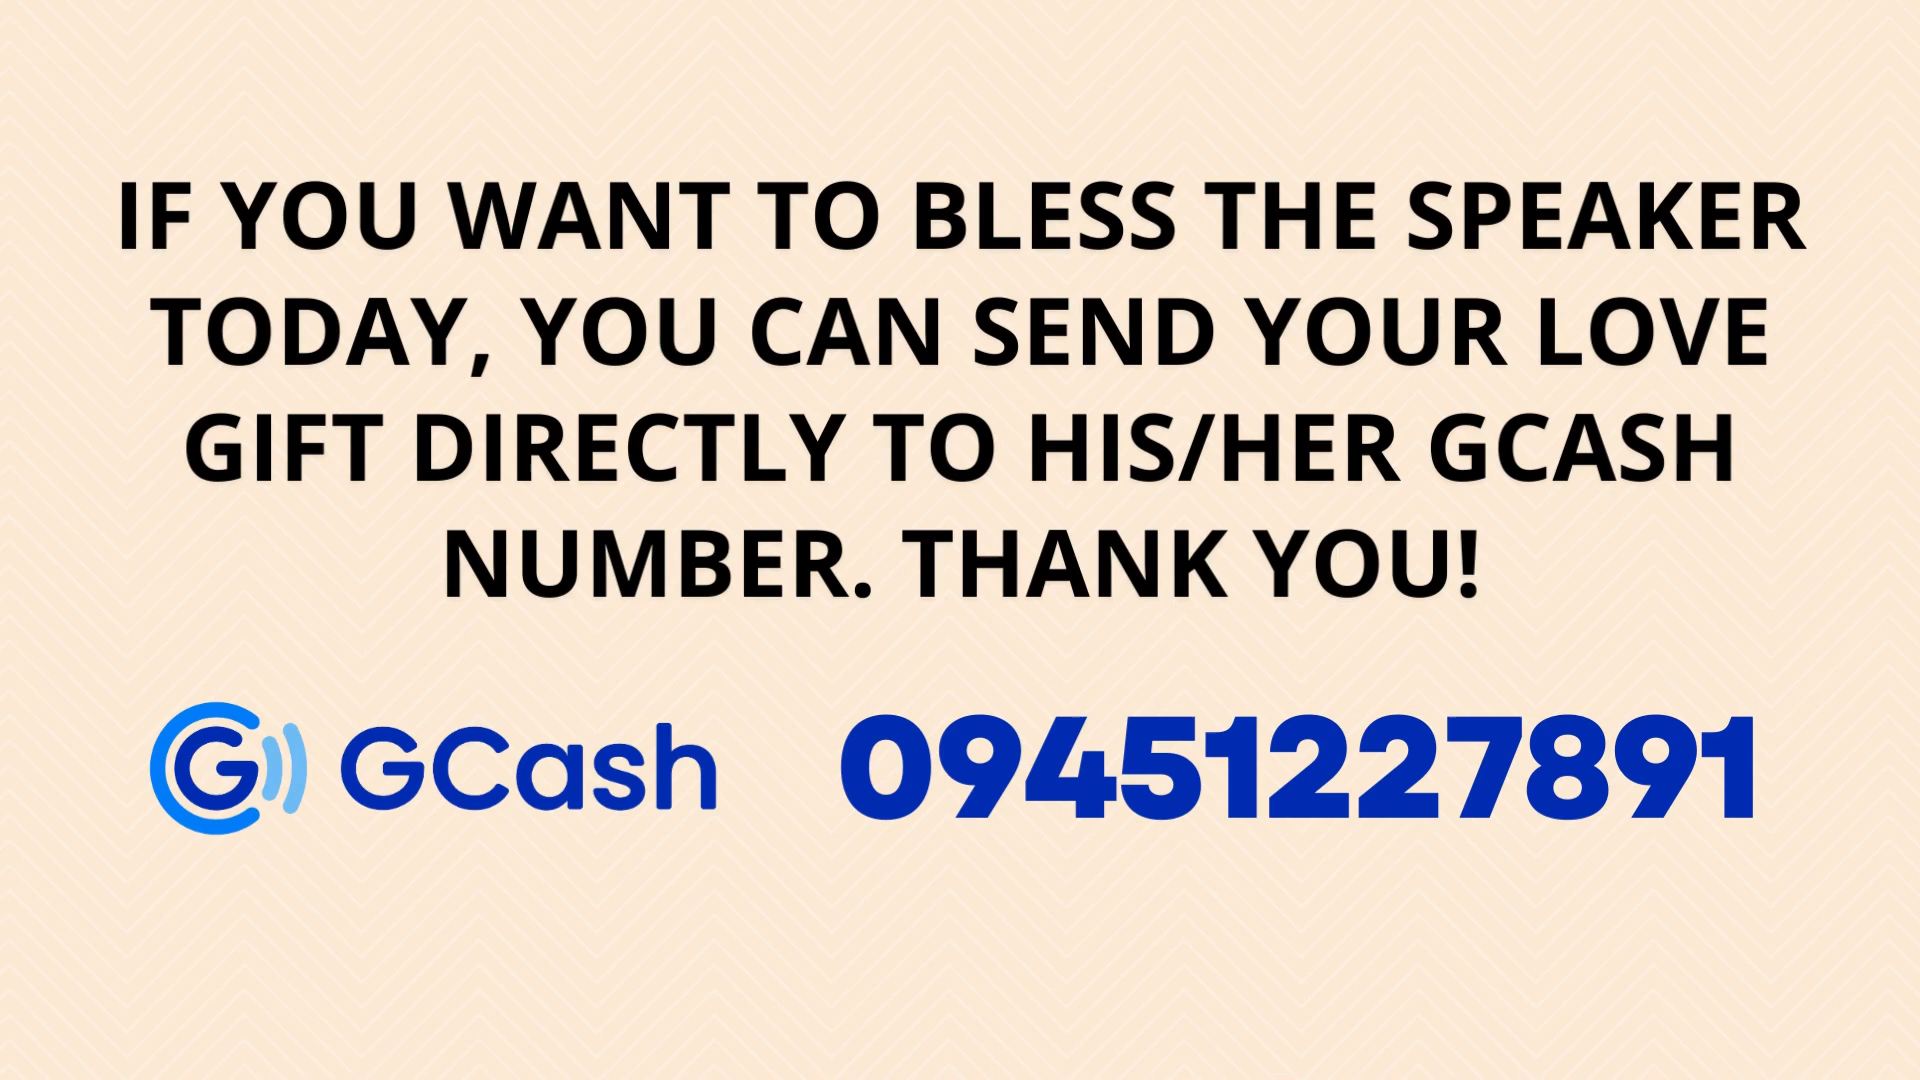 IF YOU WANT TO BLESS THE SPEAKER
TODAY, YOU CAN SEND YOUR LOVE
GIFT DIRECTLY TO HIS/HER GCASH
NUMBER. THANK YOU!
G GCash 09451227891